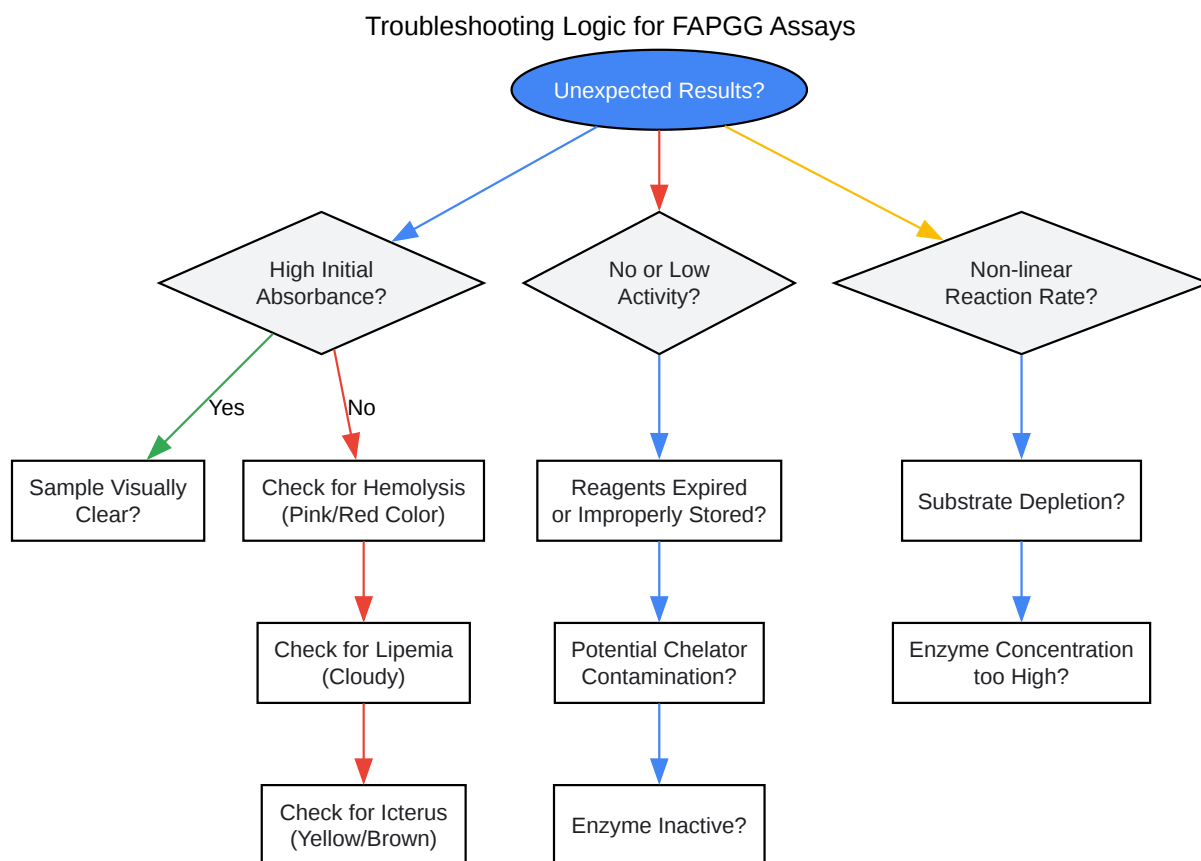 Troubleshooting Logic for FAPGG Assays
Unexpected Results?
High Initial
Absorbance?
No or Low
Activity?
Non-linear
Reaction Rate?
Yes
No
Sample Visually
Clear?
Check for Hemolysis
(Pink/Red Color)
Reagents Expired
or Improperly Stored?
Substrate Depletion?
Check for Lipemia
(Cloudy)
Potential Chelator
Contamination?
Enzyme Concentration
too High?
Check for Icterus
(Yellow/Brown)
Enzyme Inactive?